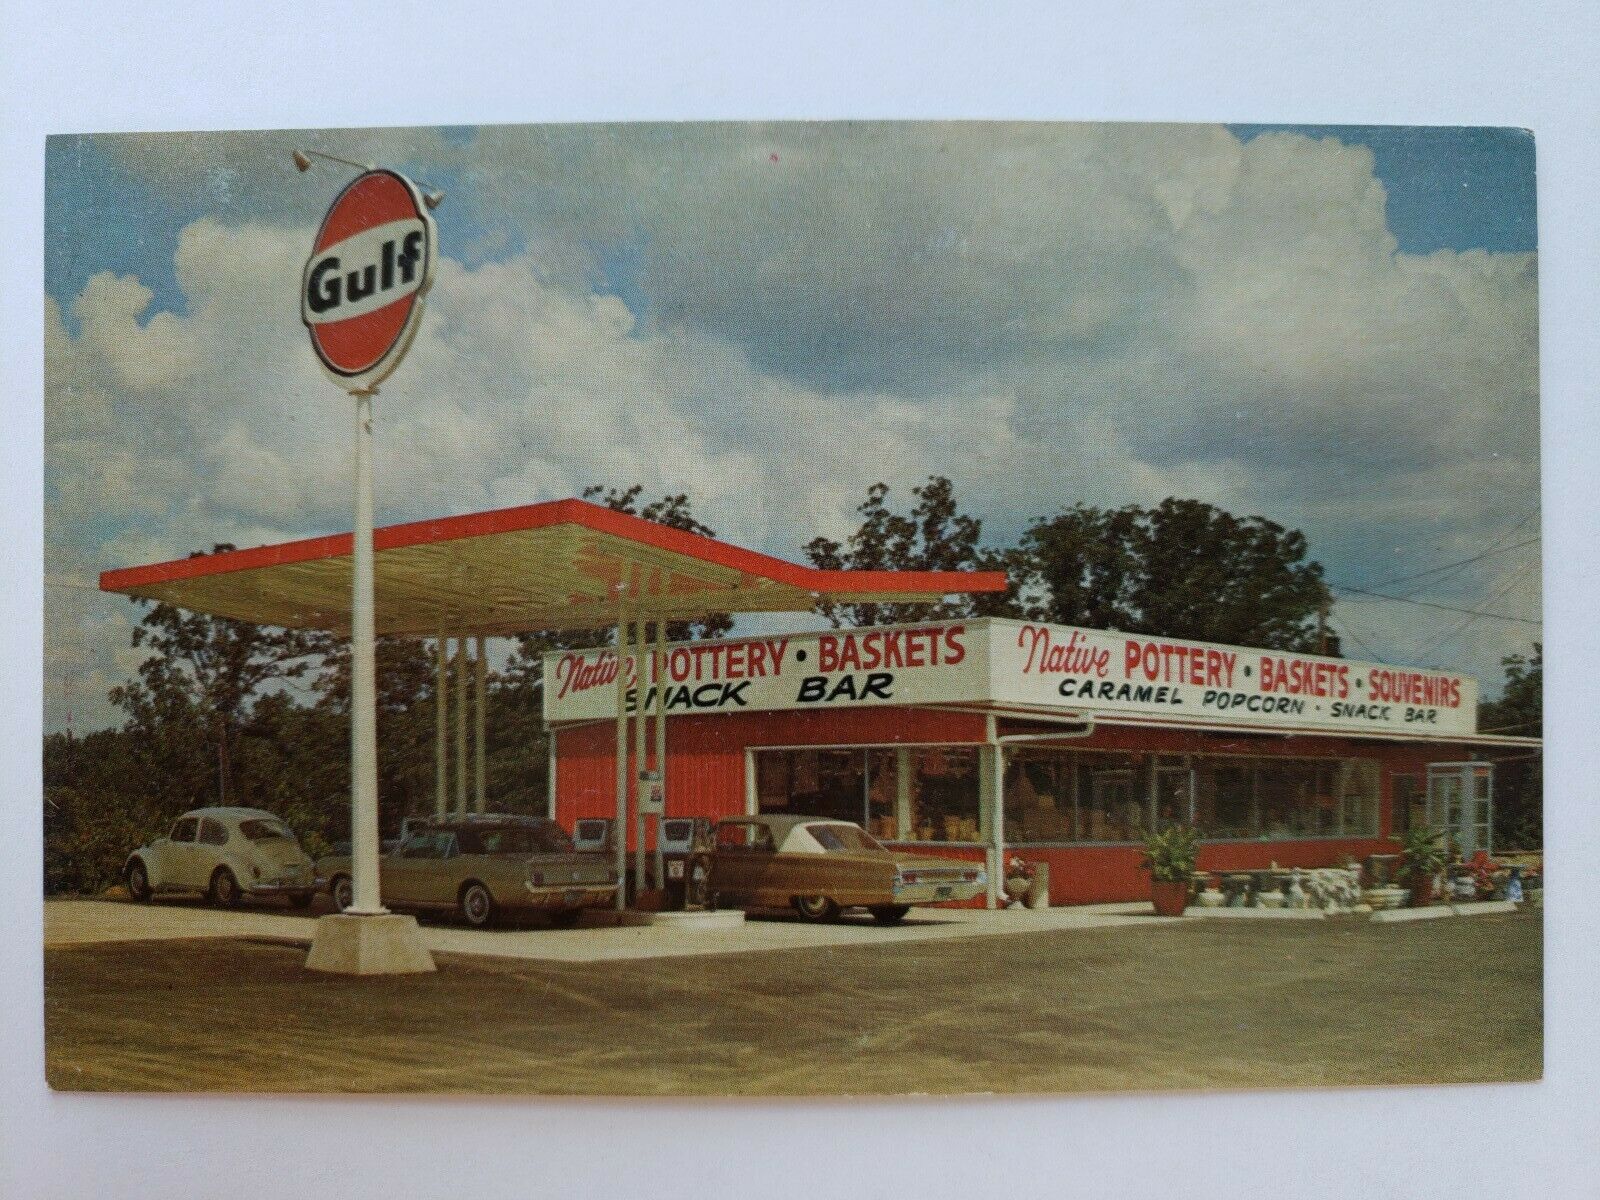 Gulf
Native POTTERY • BASKETS
SNACK BAR
Native POTTERY • BASKETS • SOUVENIRS
CARAMEL POPCORN • SNACK BAR